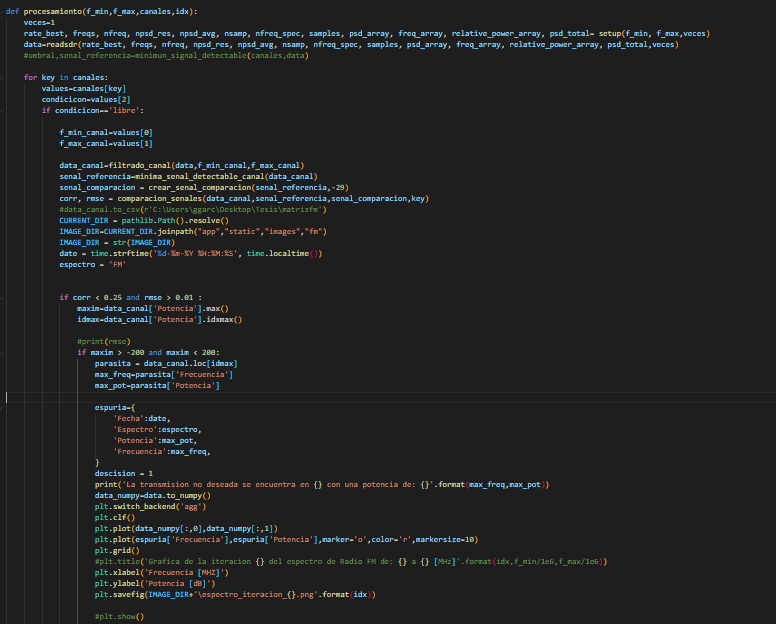 def procesamiento(f_min,f_max,canales,idx):
veces=1
rate_best, freqs, nfreq, npsd_res, npsd_avg, nsamp, nfreq_spec, samples, psd_array, freq_array, relative_power_array, psd_total= setup(f_min, f_max,veces)
data=readsdr(rate_best, freqs, nfreq, npsd_res, npsd_avg, nsamp, nfreq_spec, samples, psd_array, freq_array, relative_power_array, psd_total,veces)
#umbral,senal_referencia=minimun_signal_detectable(canales,data)
for key in canales:
values=canales[key]
condicicon=values[2]
if condicicon=='libre':
f_min_canal=values[0]
f_max_canal=values[1]
data_canal=filtrado_canal(data,f_min_canal,f_max_canal)
senal_referencia=minima_senal_detectable_canal(data_canal)
senal_comparacion = crear_senal_comparacion(senal_referencia,-29)
corr, rmse = comparacion_senales(data_canal,senal_referencia,senal_comparacion,key)
#data_canal.to_csv(r'C:\Users\ggarc\Desktop\Tesis\matrizfm')
CURRENT_DIR = pathlib.Path().resolve()
IMAGE_DIR=CURRENT_DIR.joinpath("app","static","images","fm")
IMAGE_DIR = str(IMAGE_DIR)
date = time.strftime('%d-%m-%Y %H:%M:%S', time.localtime())
espectro = 'FM'
if corr < 0.25 and rmse > 0.01 :
maxim=data_canal['Potencia'].max()
idmax=data_canal['Potencia'].idxmax()
#print(rmse)
if maxim > -200 and maxim < 200:
parasita = data_canal.loc[idmax]
max_freq=parasita['Frecuencia']
max_pot=parasita['Potencia']
espuria={
'Fecha':date,
'Espectro':espectro,
'Potencia':max_pot,
'Frecuencia':max_freq,
}
descision = 1
print('La transmision no deseada se encuentra en {} con una potencia de: {}'.format(max_freq,max_pot))
data_numpy=data.to_numpy()
plt.switch_backend('agg')
plt.clf()
plt.plot(data_numpy[:,0],data_numpy[:,1])
plt.plot(espuria['Frecuencia'],espuria['Potencia'],marker='o',color='r',markersize=10)
plt.grid()
#plt.title('Grafica de la iteracion {} del espectro de Radio FM de: {} a {} [MHz]'.format(idx,f_min/1e6,f_max/1e6))
plt.xlabel('Frecuencia [MHZ]')
plt.ylabel('Potencia [dB]')
plt.savefig(IMAGE_DIR+'\espectro_iteracion_{}.png'.format(idx))
#plt.show()